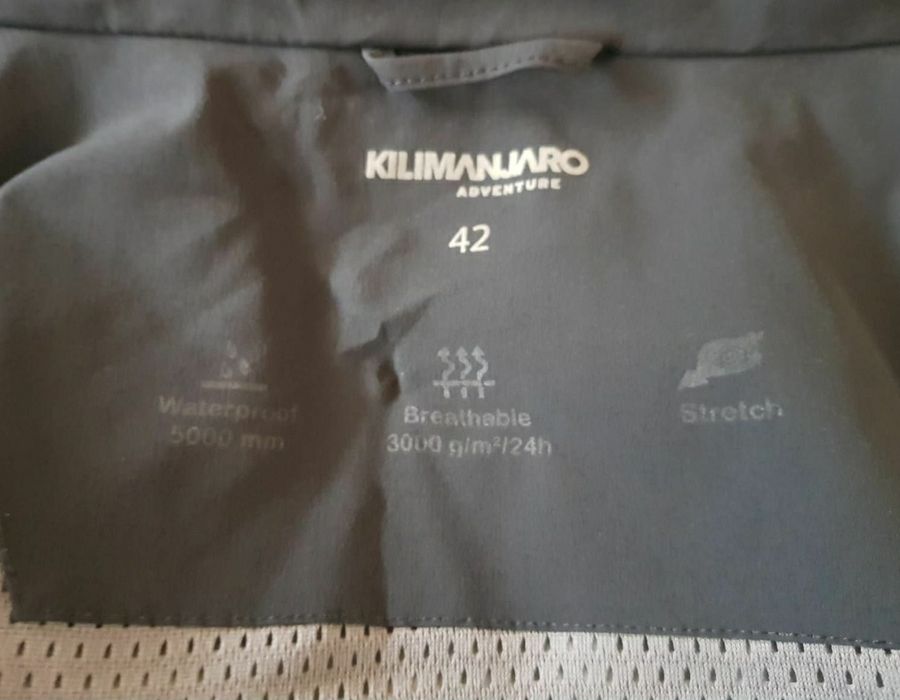 KILIMANJARO
ADVENTURE
42
Waterproof
5000 mm
Breathable
3000 g/m²/24h
Stretch